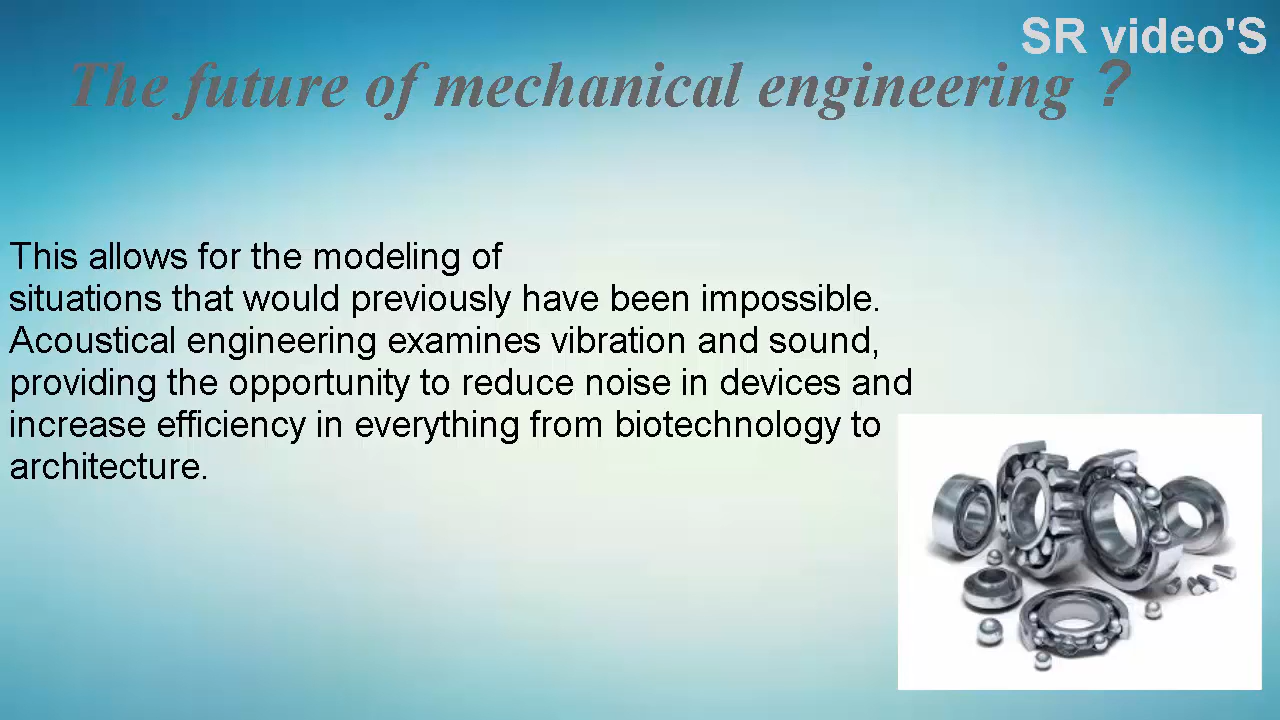 SR video'S
The future of mechanical engineering ?
This allows for the modeling of
situations that would previously have been impossible.
Acoustical engineering examines vibration and sound,
providing the opportunity to reduce noise in devices and
increase efficiency in everything from biotechnology to
architecture.